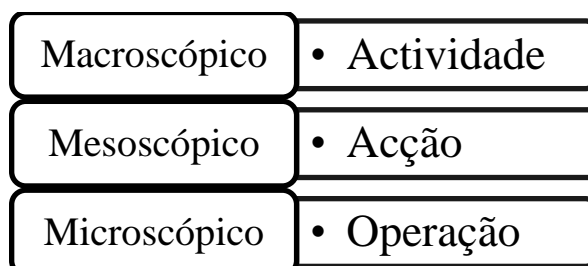 Macroscópico • Actividade
Mesoscópico • Acção
Microscópico • Operação